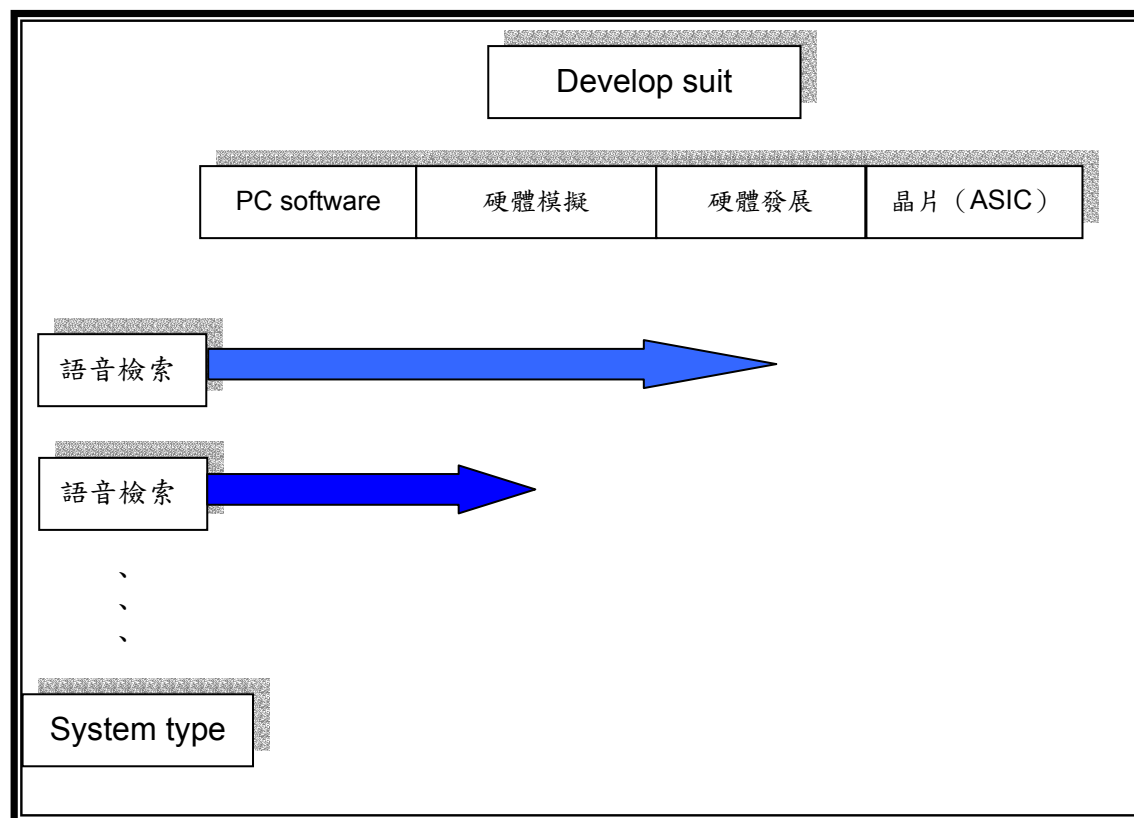 Develop suit
PC software
硬體模擬
硬體發展
晶片（ASIC）
語音檢索
語音檢索
、
、
、
System type